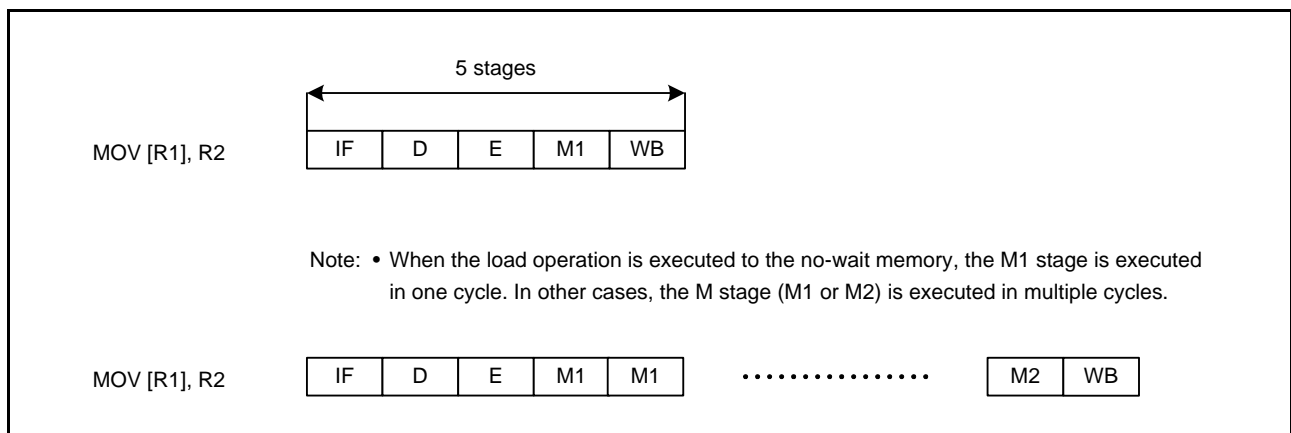 5 stages
MOV [R1], R2 IF D E M1 WB
Note: • When the load operation is executed to the no-wait memory, the M1 stage is executed
in one cycle. In other cases, the M stage (M1 or M2) is executed in multiple cycles.
MOV [R1], R2 IF D E M1 M1 ................ M2 WB